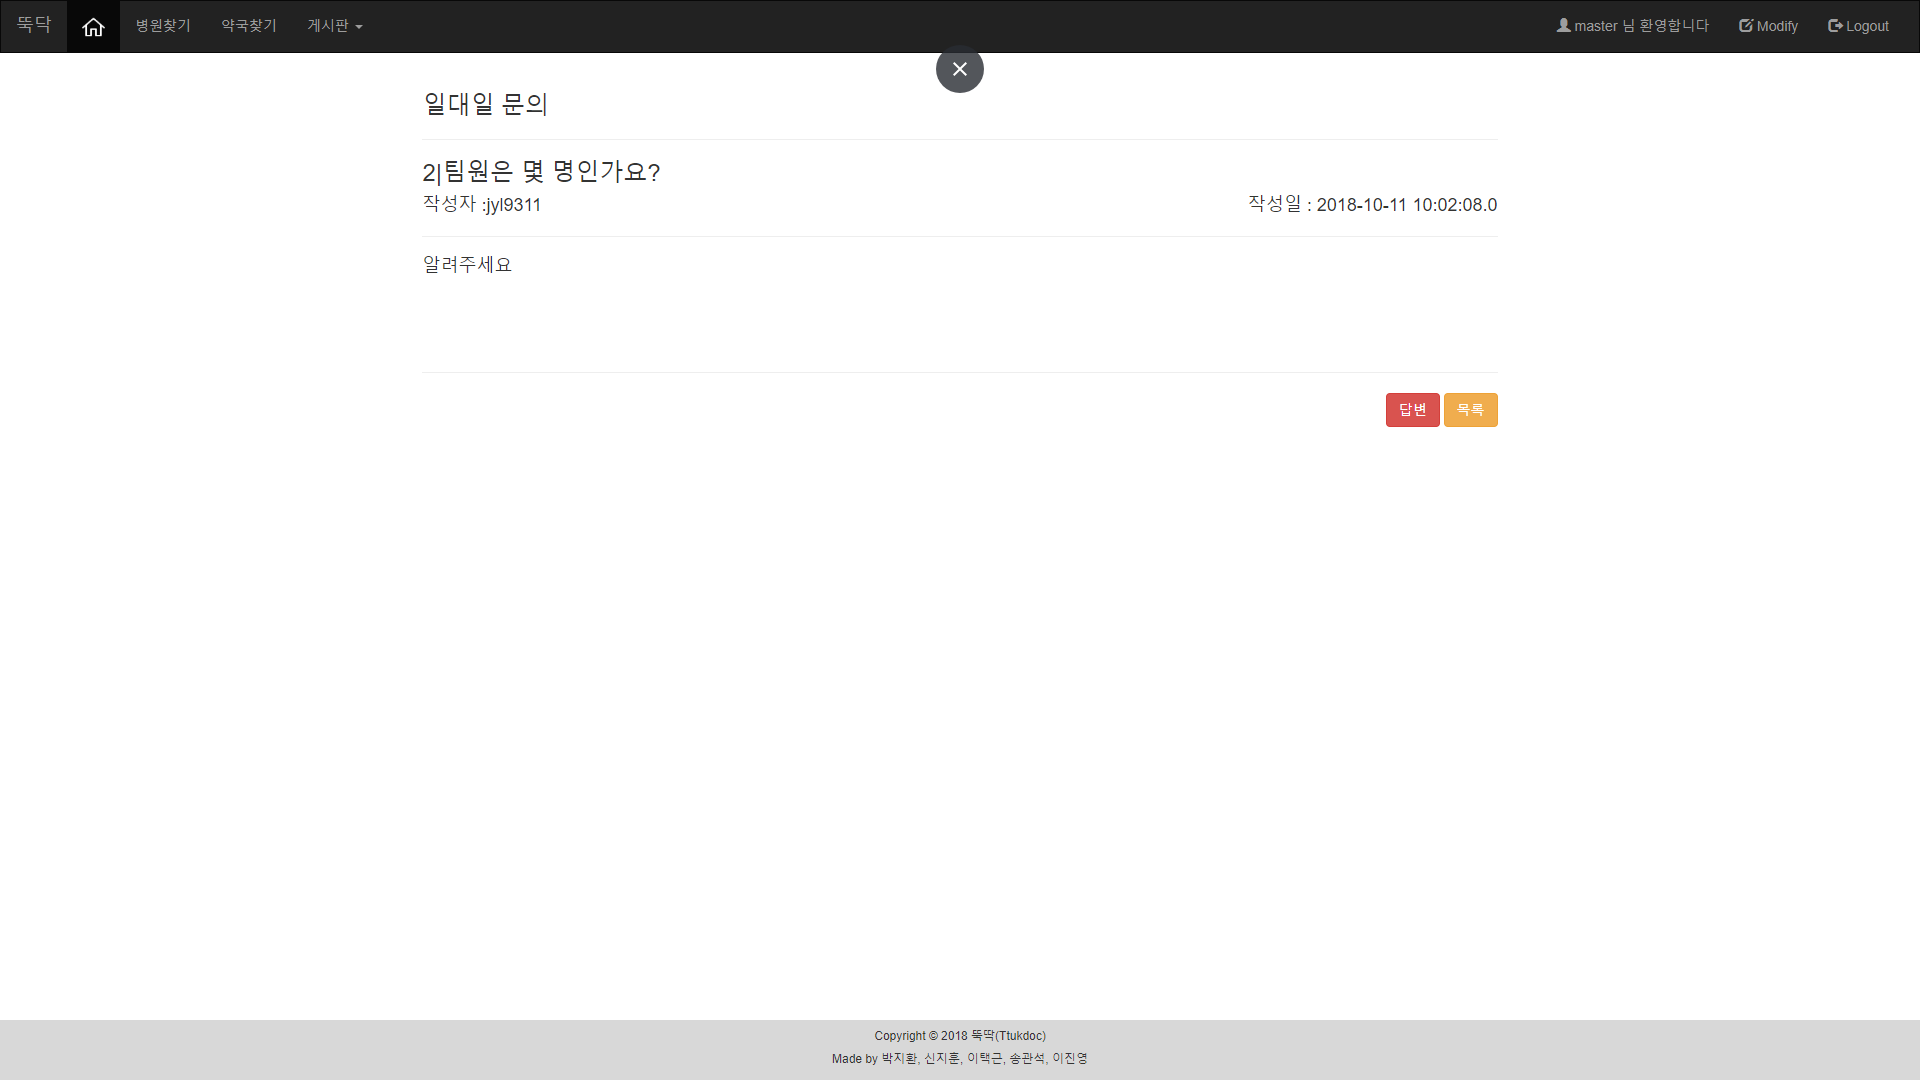 뚝닥 병원찾기 약국찾기 게시판 master 님 환영합니다 Modify Logout
일대일 문의
2|팀원은 몇 명인가요?
작성자 :jyl9311 작성일 : 2018-10-11 10:02:08.0
알려주세요
답변 목록
Copyright © 2018 뚝딱(Ttukdoc)
Made by 박지환, 신지훈, 이택근, 송관석, 이진영